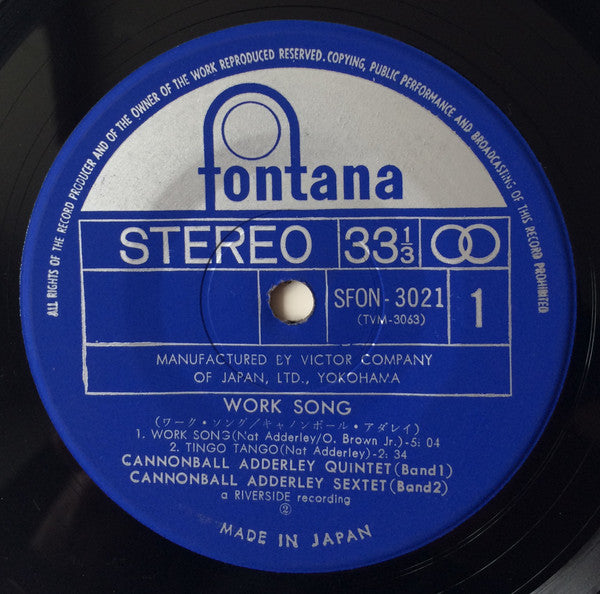 ALL RIGHTS OF THE RECORD PRODUCER AND OF THE OWNER OF THE WORK REPRODUCED RESERVED. COPYING, PUBLIC PERFORMANCE AND BROADCASTING OF THIS RECORD PROHIBITED
fontana
STEREO 33⅓
SFON-3021 1
(TVM-3063)
MANUFACTURED BY VICTOR COMPANY
OF JAPAN, LTD., YOKOHAMA
WORK SONG
(ワーク・ソング/キャノンボール・アダレイ)
1. WORK SONG(Nat Adderley/O. Brown Jr.)-5: 04
2. TINGO TANGO(Nat Adderley)-2: 34
CANNONBALL ADDERLEY QUINTET(Band1)
CANNONBALL ADDERLEY SEXTET(Band2)
a RIVERSIDE recording
②
MADE IN JAPAN